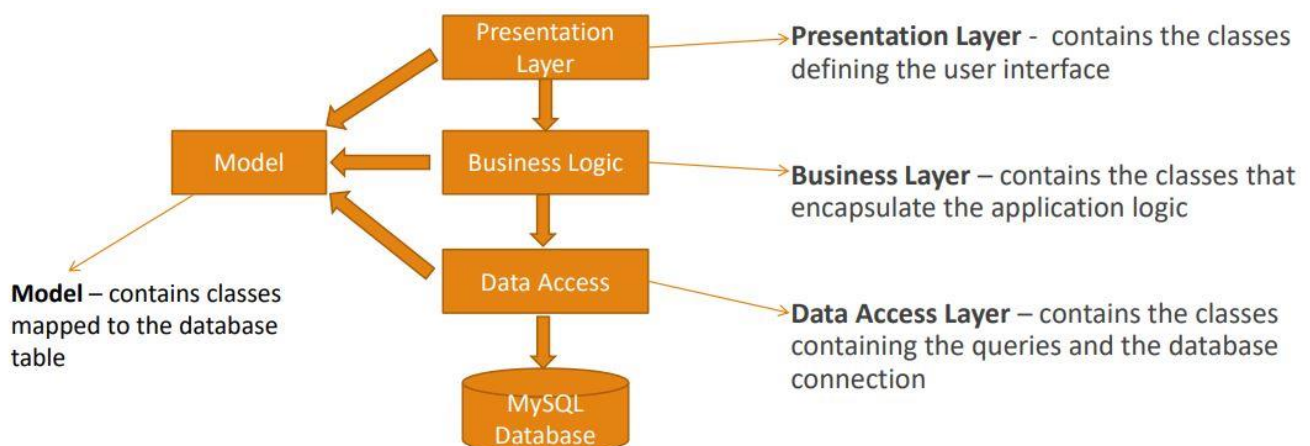 Presentation
Layer
Presentation Layer - contains the classes
defining the user interface
Model
Business Logic
Business Layer – contains the classes that
encapsulate the application logic
Data Access
Model – contains classes
mapped to the database
table
Data Access Layer – contains the classes
containing the queries and the database
connection
MySQL
Database